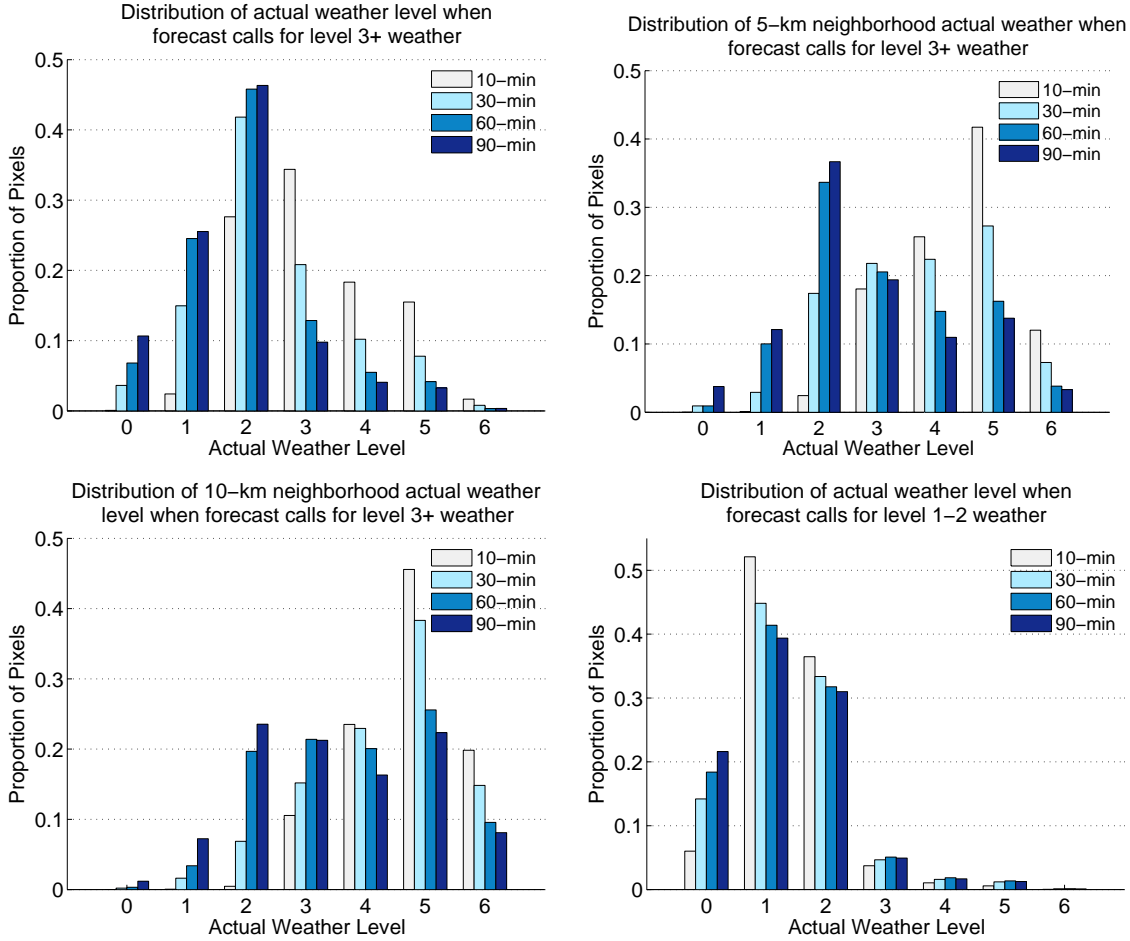 Distribution of actual weather level when
forecast calls for level 3+ weather
0.5
0.4
0.3
0.2
0.1
0
Proportion of Pixels
10−min
30−min
60−min
90−min
0 1 2 3 4 5 6
Actual Weather Level
Distribution of 5−km neighborhood actual weather when
forecast calls for level 3+ weather
0.5
0.4
0.3
0.2
0.1
0
Proportion of Pixels
10−min
30−min
60−min
90−min
0 1 2 3 4 5 6
Actual Weather Level
Distribution of 10−km neighborhood actual weather
level when forecast calls for level 3+ weather
0.5
0.4
0.3
0.2
0.1
0
Proportion of Pixels
10−min
30−min
60−min
90−min
0 1 2 3 4 5 6
Actual Weather Level
Distribution of actual weather level when
forecast calls for level 1−2 weather
0.5
0.4
0.3
0.2
0.1
0
Proportion of Pixels
10−min
30−min
60−min
90−min
0 1 2 3 4 5 6
Actual Weather Level